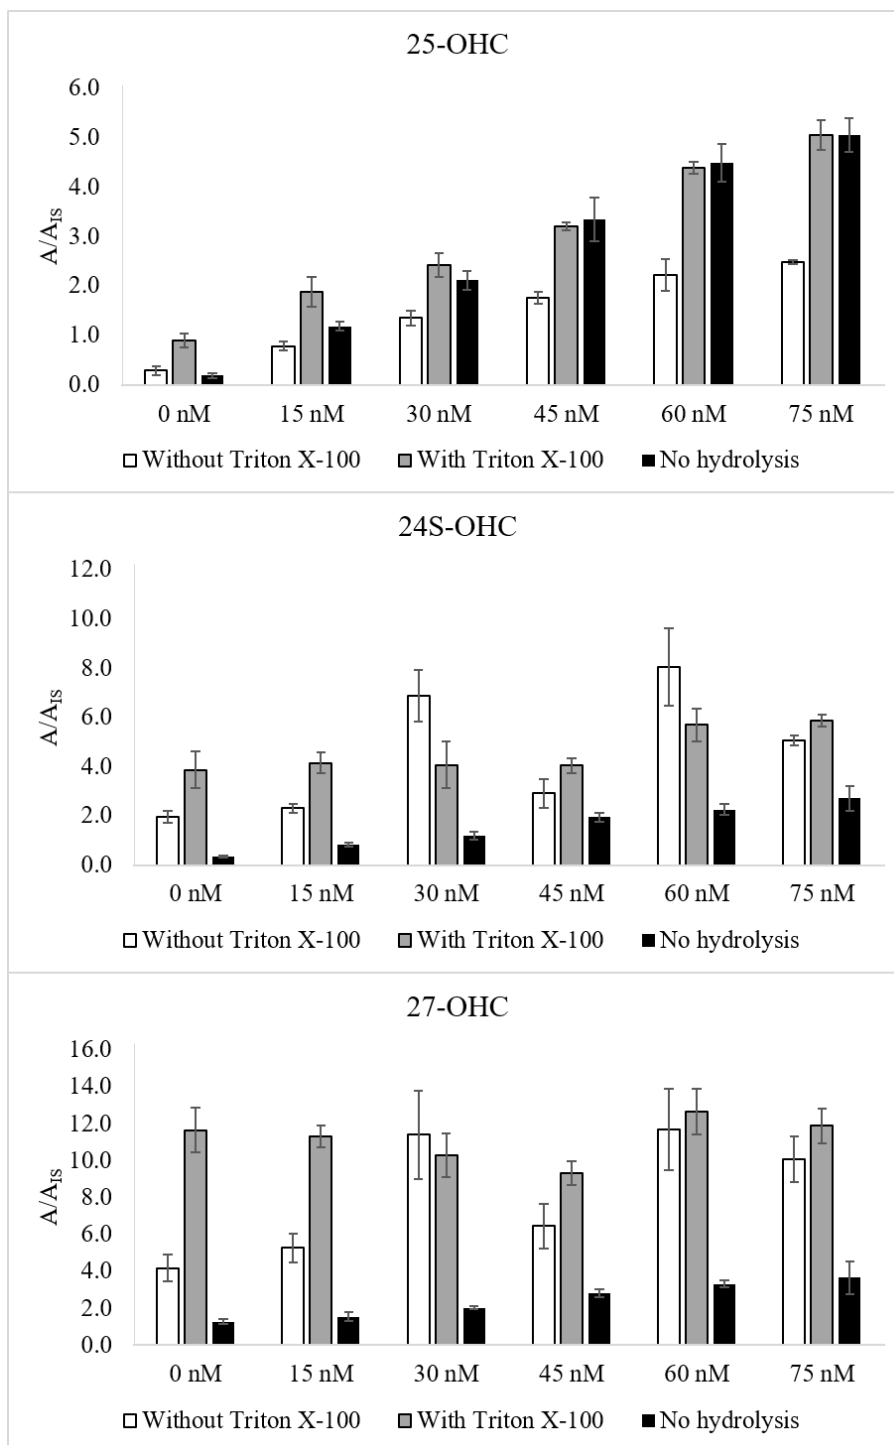 25-OHC
6.0
5.0
4.0
3.0
2.0
1.0
0.0
A/A_IS
0 nM 15 nM 30 nM 45 nM 60 nM 75 nM
Without Triton X-100 With Triton X-100 No hydrolysis
24S-OHC
12.0
10.0
8.0
6.0
4.0
2.0
0.0
A/A_IS
0 nM 15 nM 30 nM 45 nM 60 nM 75 nM
Without Triton X-100 With Triton X-100 No hydrolysis
27-OHC
16.0
14.0
12.0
10.0
8.0
6.0
4.0
2.0
0.0
A/A_IS
0 nM 15 nM 30 nM 45 nM 60 nM 75 nM
Without Triton X-100 With Triton X-100 No hydrolysis